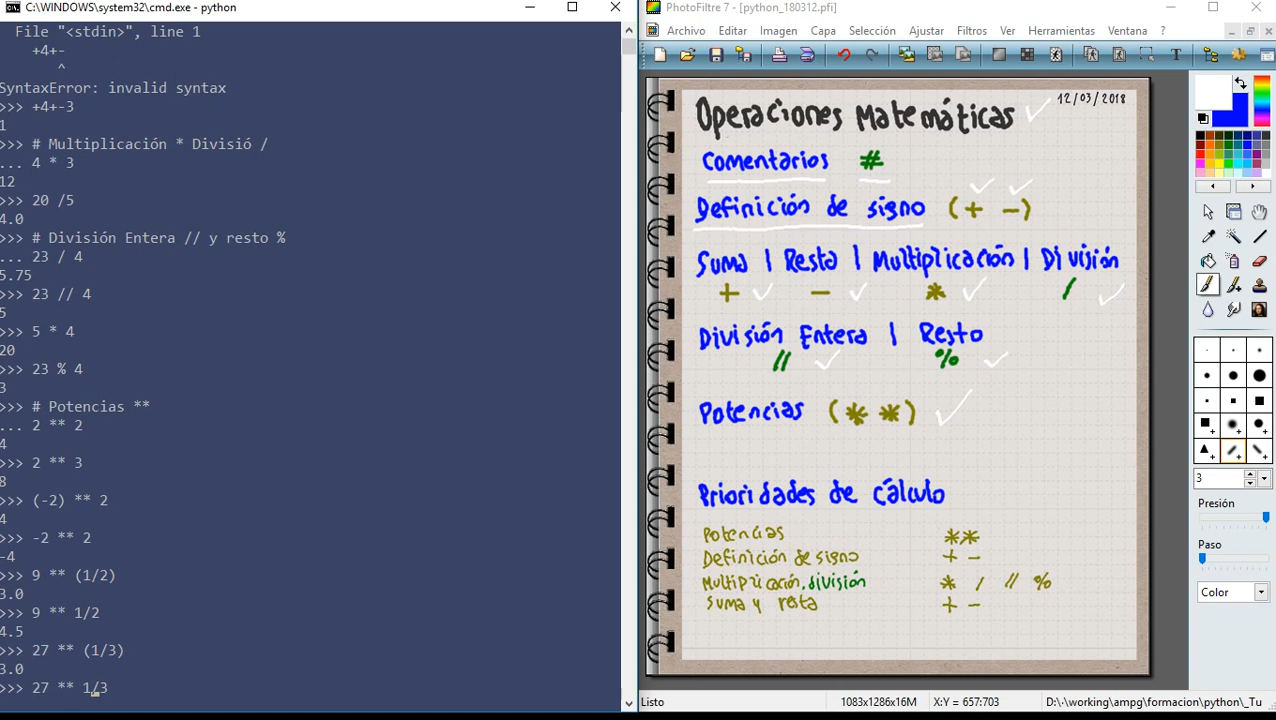 C:\WINDOWS\system32\cmd.exe - python
File "<stdin>", line 1
+4+-
^
SyntaxError: invalid syntax
>>> +4+-3
1
>>> # Multiplicación * Divisió /
... 4 * 3
12
>>> 20 /5
4.0
>>> # División Entera // y resto %
... 23 / 4
5.75
>>> 23 // 4
5
>>> 5 * 4
20
>>> 23 % 4
3
>>> # Potencias **
... 2 ** 2
4
>>> 2 ** 3
8
>>> (-2) ** 2
4
>>> -2 ** 2
-4
>>> 9 ** (1/2)
3.0
>>> 9 ** 1/2
4.5
>>> 27 ** (1/3)
3.0
>>> 27 ** 1/3
PhotoFiltre 7 - [python_180312.pfi]
Archivo Editar Imagen Capa Selección Ajustar Filtros Ver Herramientas Ventana ?
12/03/2018
Operaciones Matemáticas
Comentarios #
Definición de signo (+ -)
Suma | Resta | Multiplicación | División
+ - * /
División Entera | Resto
// %
Potencias (* *)
Prioridades de cálculo
Potencias **
Definición de signo + -
Multiplicación, división * / // %
Suma y resta + -
3
Presión
Paso
Color
Listo 1083x1286x16M X:Y = 657:703 D:\·\working\ampg\formacion\python\_Tu